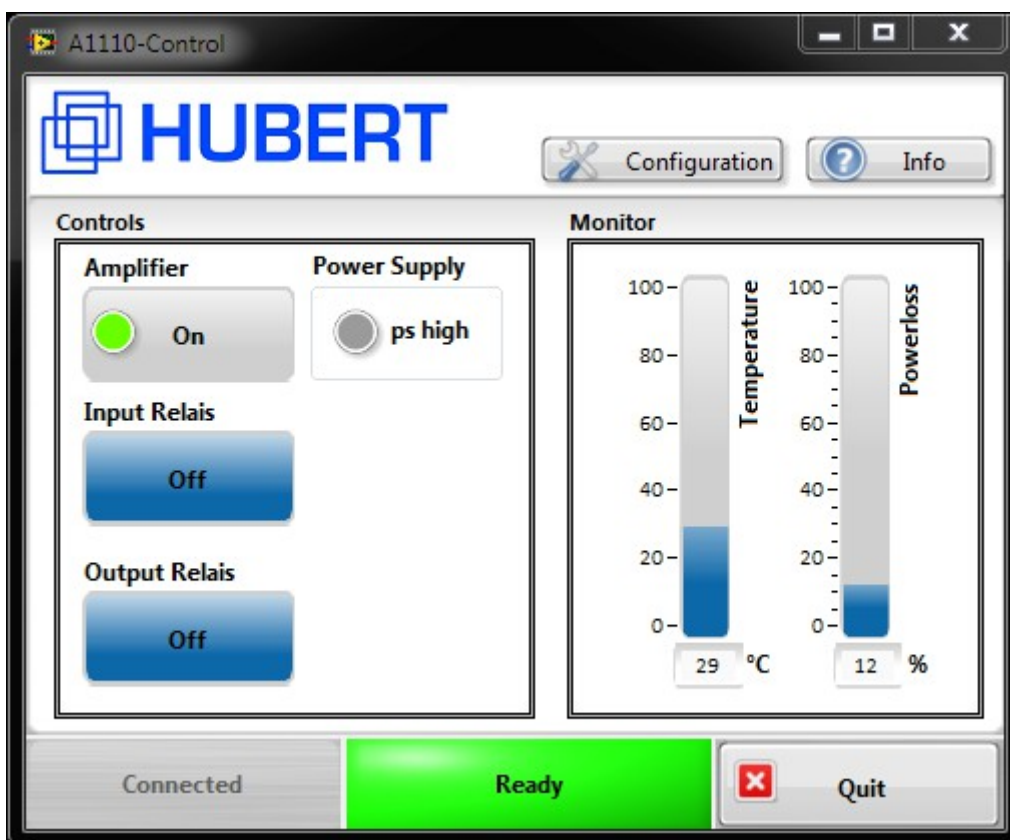 A1110-Control
HUBERT
Configuration
Info
Controls
Amplifier
On
Power Supply
ps high
Input Relais
Off
Output Relais
Off
Monitor
100
80
60
40
20
0
Temperature
29 °C
100
80
60
40
20
0
Powerloss
12 %
Connected
Ready
Quit